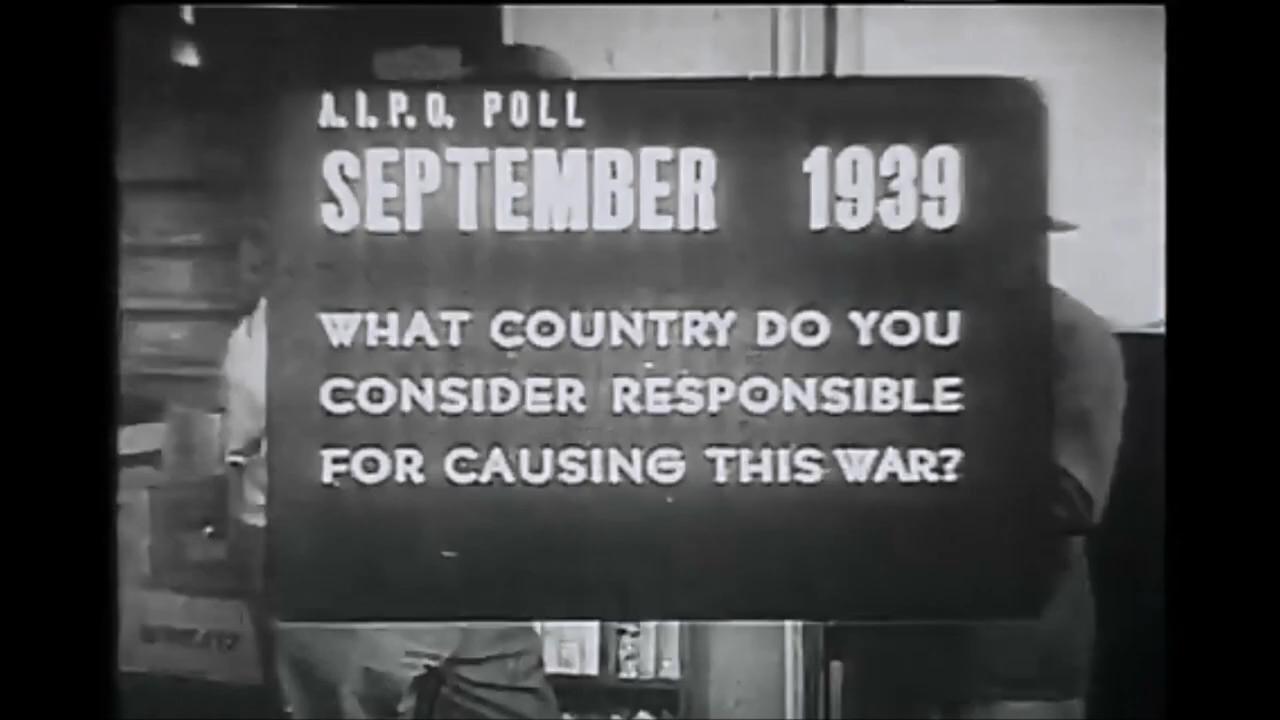 A.I.P.O. POLL
SEPTEMBER 1939
WHAT COUNTRY DO YOU
CONSIDER RESPONSIBLE
FOR CAUSING THIS WAR?